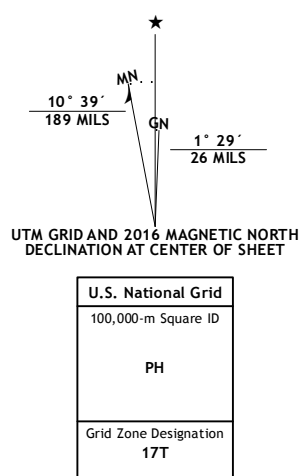 ★
MN
10° 39´
189 MILS
GN
1° 29´
26 MILS
UTM GRID AND 2016 MAGNETIC NORTH
DECLINATION AT CENTER OF SHEET
U.S. National Grid
100,000-m Square ID
PH
Grid Zone Designation
17T